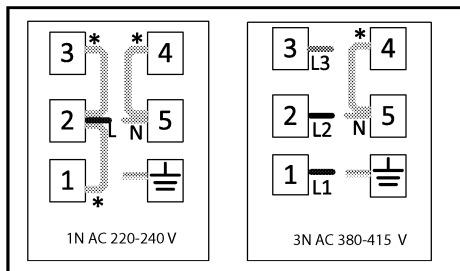 3 * * 4
2 L N 5
1 *
1N AC 220-240 V
3 L3 * 4
2 L2 N 5
1 L1
3N AC 380-415 V